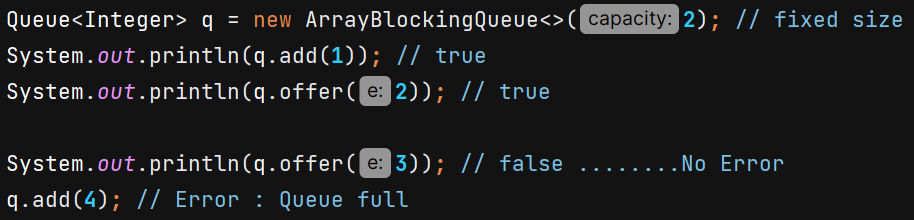 Queue<Integer> q = new ArrayBlockingQueue<>( capacity: 2); // fixed size
System.out.println(q.add(1)); // true
System.out.println(q.offer( e: 2)); // true
System.out.println(q.offer( e: 3)); // false ........No Error
q.add(4); // Error : Queue full